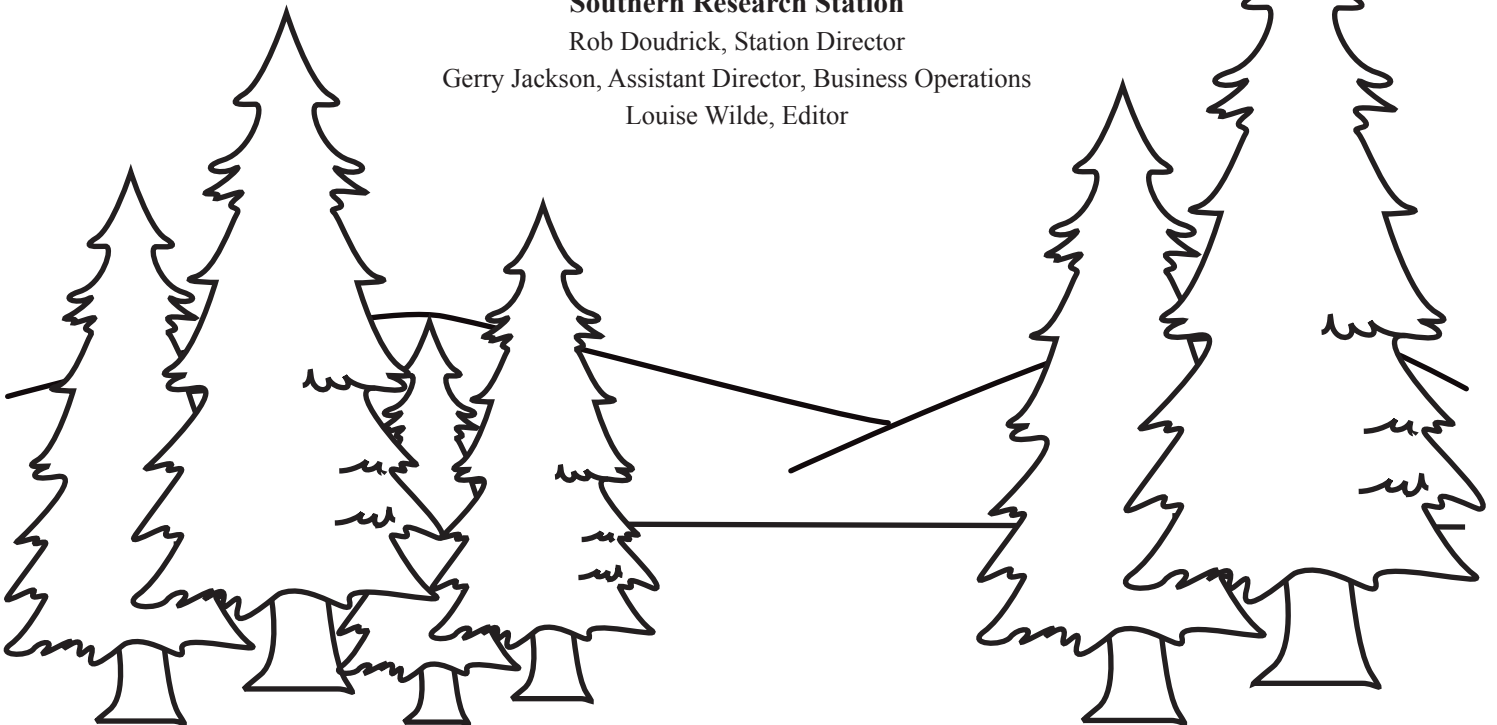 Southern Research Station
Rob Doudrick, Station Director
Gerry Jackson, Assistant Director, Business Operations
Louise Wilde, Editor